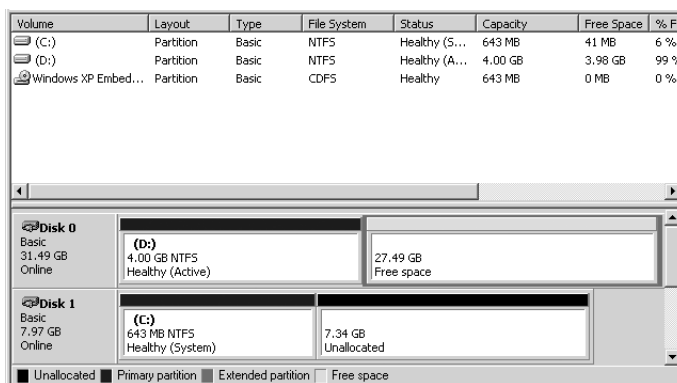 Volume Layout Type File System Status Capacity Free Space % F
(C:) Partition Basic NTFS Healthy (S... 643 MB 41 MB 6 %
(D:) Partition Basic NTFS Healthy (A... 4.00 GB 3.98 GB 99 %
Windows XP Embed... Partition Basic CDFS Healthy 643 MB 0 MB 0 %
Disk 0
Basic
31.49 GB
Online
(D:)
4.00 GB NTFS
Healthy (Active)
27.49 GB
Free space
Disk 1
Basic
7.97 GB
Online
(C:)
643 MB NTFS
Healthy (System)
7.34 GB
Unallocated
Unallocated Primary partition Extended partition Free space